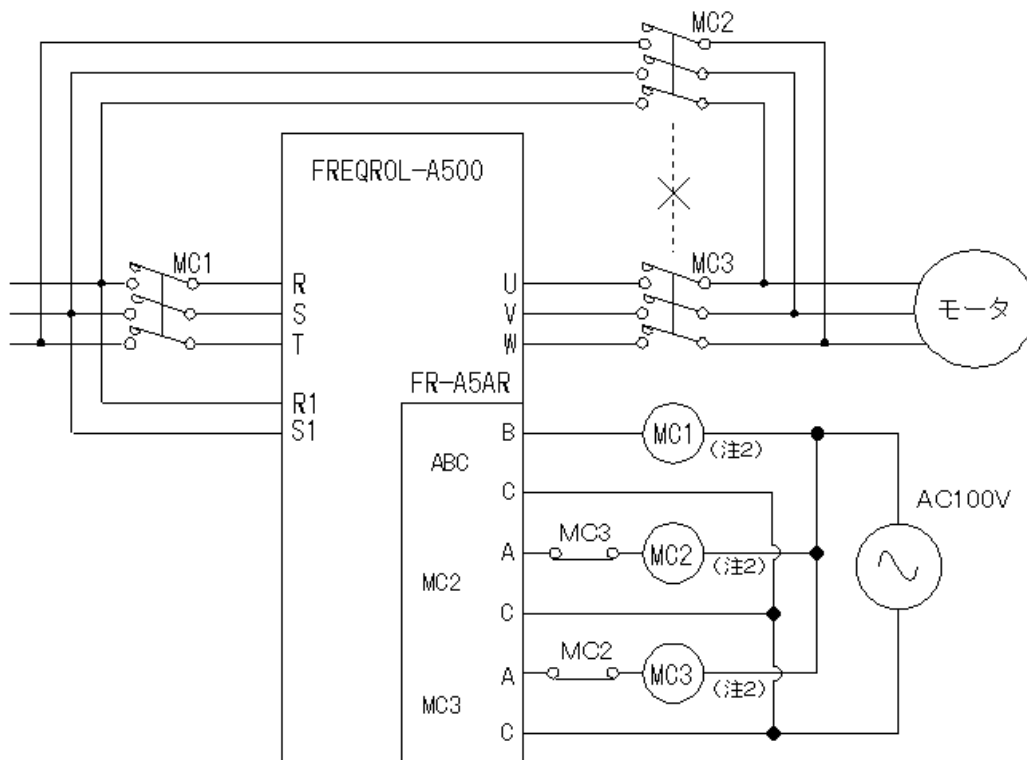 MC2
FREQROL-A500
MC1
MC3
R
U
S
V
モータ
T
W
FR-A5AR
R1
S1
B
MC1
(注2)
ABC
C
AC100V
MC3
A
MC2
(注2)
MC2
C
MC2
A
MC3
(注2)
MC3
C